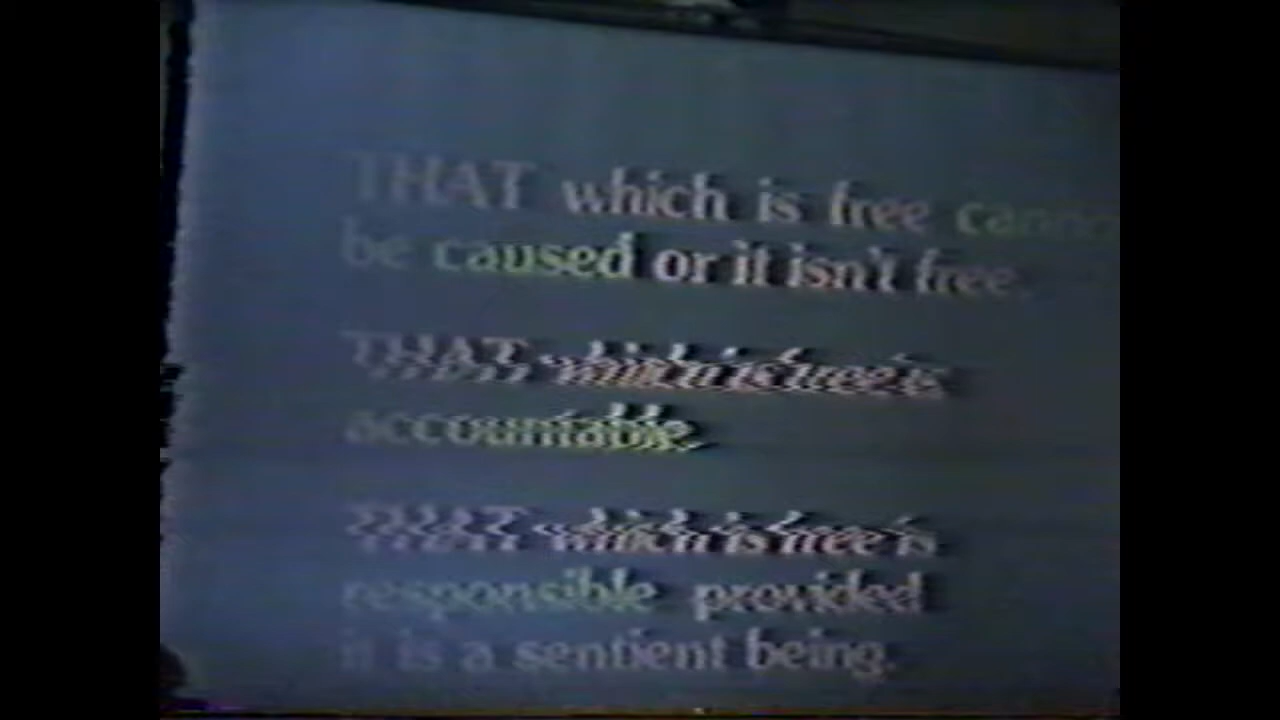 THAT which is free canno
be caused or it isn't free.
THAT which is free is
accountable.
THAT which is free is
responsible provided
it is a sentient being.